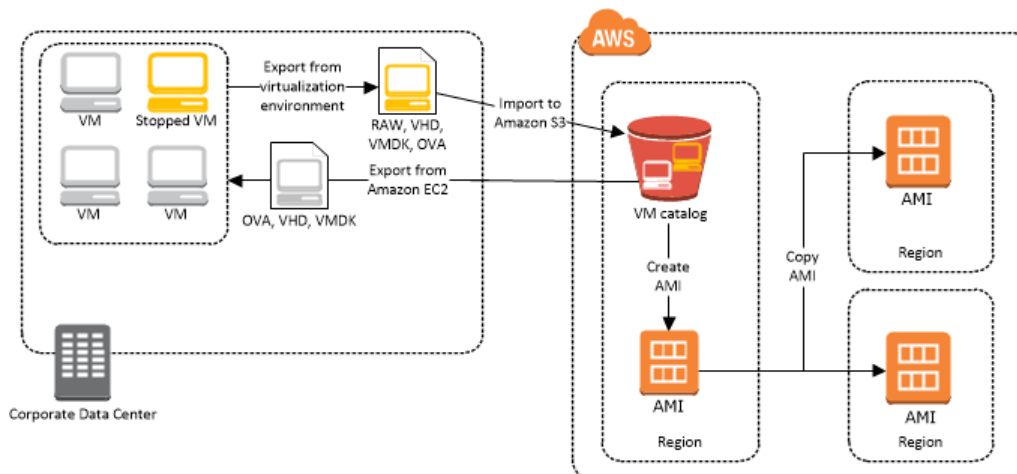 AWS
VM
Stopped VM
Export from
virtualization
environment
RAW, VHD,
VMDK, OVA
Import to
Amazon S3
VM
VM
OVA, VHD, VMDK
Export from
Amazon EC2
VM catalog
Create
AMI
AMI
Region
Copy
AMI
AMI
Region
AMI
Region
Corporate Data Center